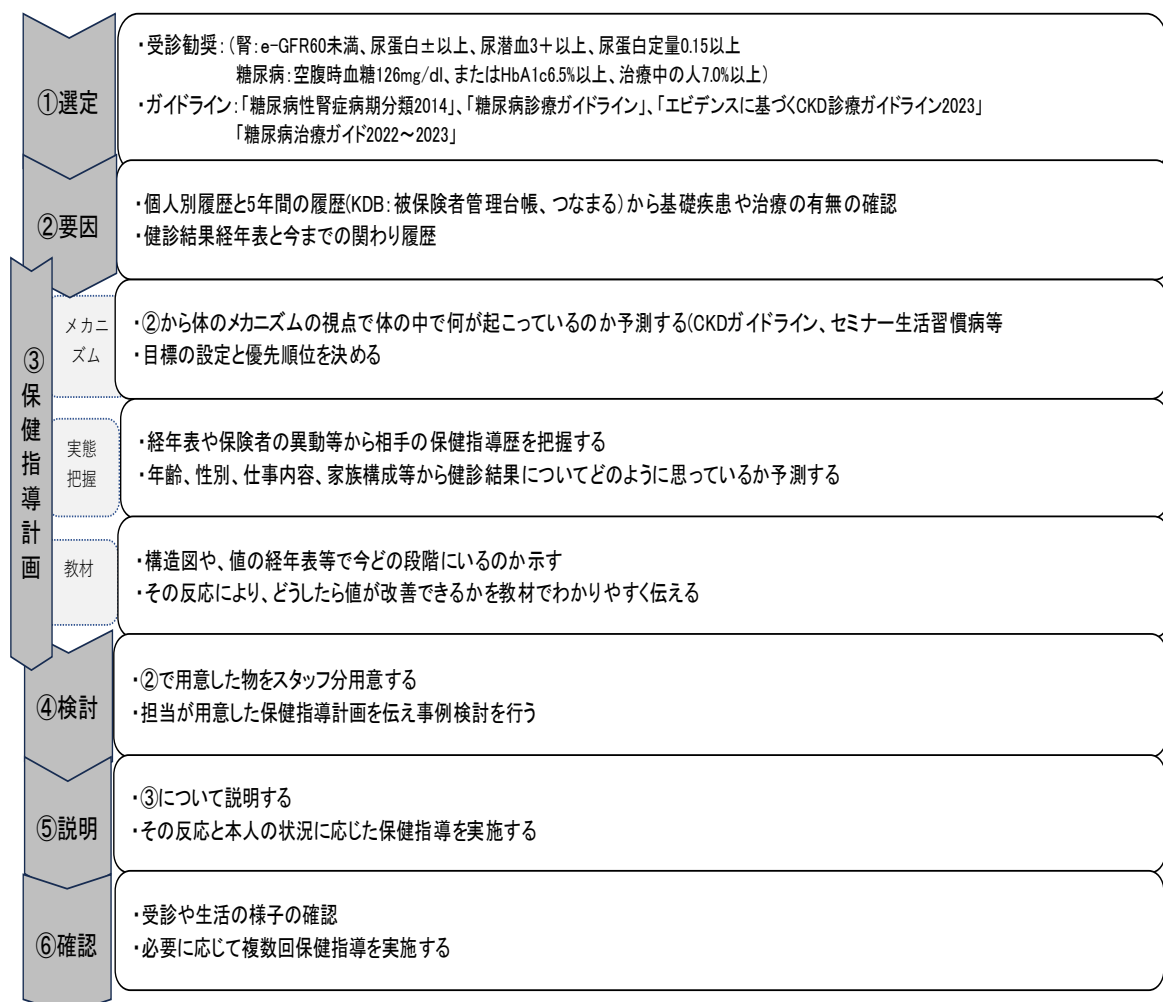 ①選定
・受診勧奨:(腎:e-GFR60未満、尿蛋白±以上、尿潜血3+以上、尿蛋白定量0.15以上
糖尿病:空腹時血糖126mg/dl、またはHbA1c6.5%以上、治療中の人7.0%以上)
・ガイドライン:「糖尿病性腎症病期分類2014」、「糖尿病診療ガイドライン」、「エビデンスに基づくCKD診療ガイドライン2023」
「糖尿病治療ガイド2022～2023」
②要因
・個人別履歴と5年間の履歴(KDB:被保険者管理台帳、つなまる)から基礎疾患や治療の有無の確認
・健診結果経年表と今までの関わり履歴
③保健指導計画
メカニ
ズム
・②から体のメカニズムの視点で体の中で何が起こっているのか予測する(CKDガイドライン、セミナー生活習慣病等
・目標の設定と優先順位を決める
実態
把握
・経年表や保険者の異動等から相手の保健指導歴を把握する
・年齢、性別、仕事内容、家族構成等から健診結果についてどのように思っているか予測する
教材
・構造図や、値の経年表等で今どの段階にいるのか示す
・その反応により、どうしたら値が改善できるかを教材でわかりやすく伝える
④検討
・②で用意した物をスタッフ分用意する
・担当が用意した保健指導計画を伝え事例検討を行う
⑤説明
・③について説明する
・その反応と本人の状況に応じた保健指導を実施する
⑥確認
・受診や生活の様子の確認
・必要に応じて複数回保健指導を実施する